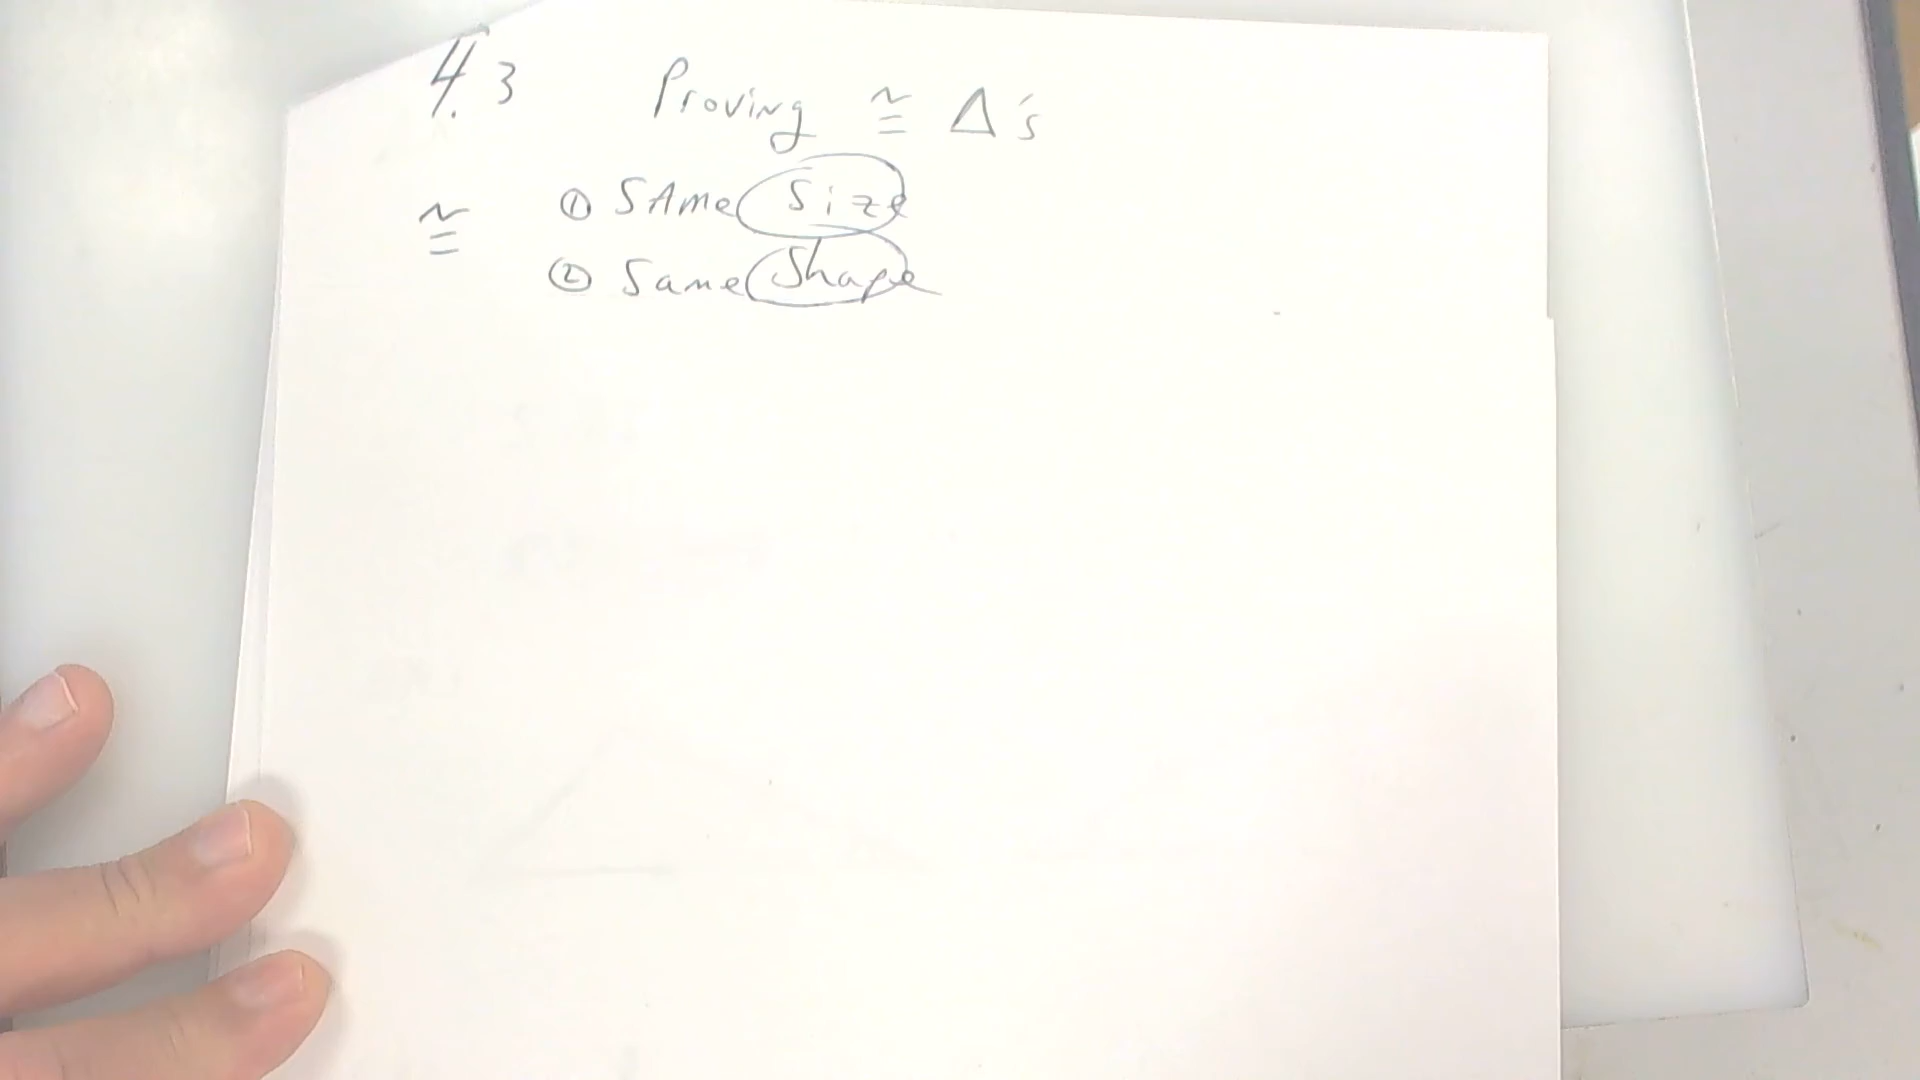 4.3 Proving ≅ Δ's
≅ ① SAme Size
② Same Shape